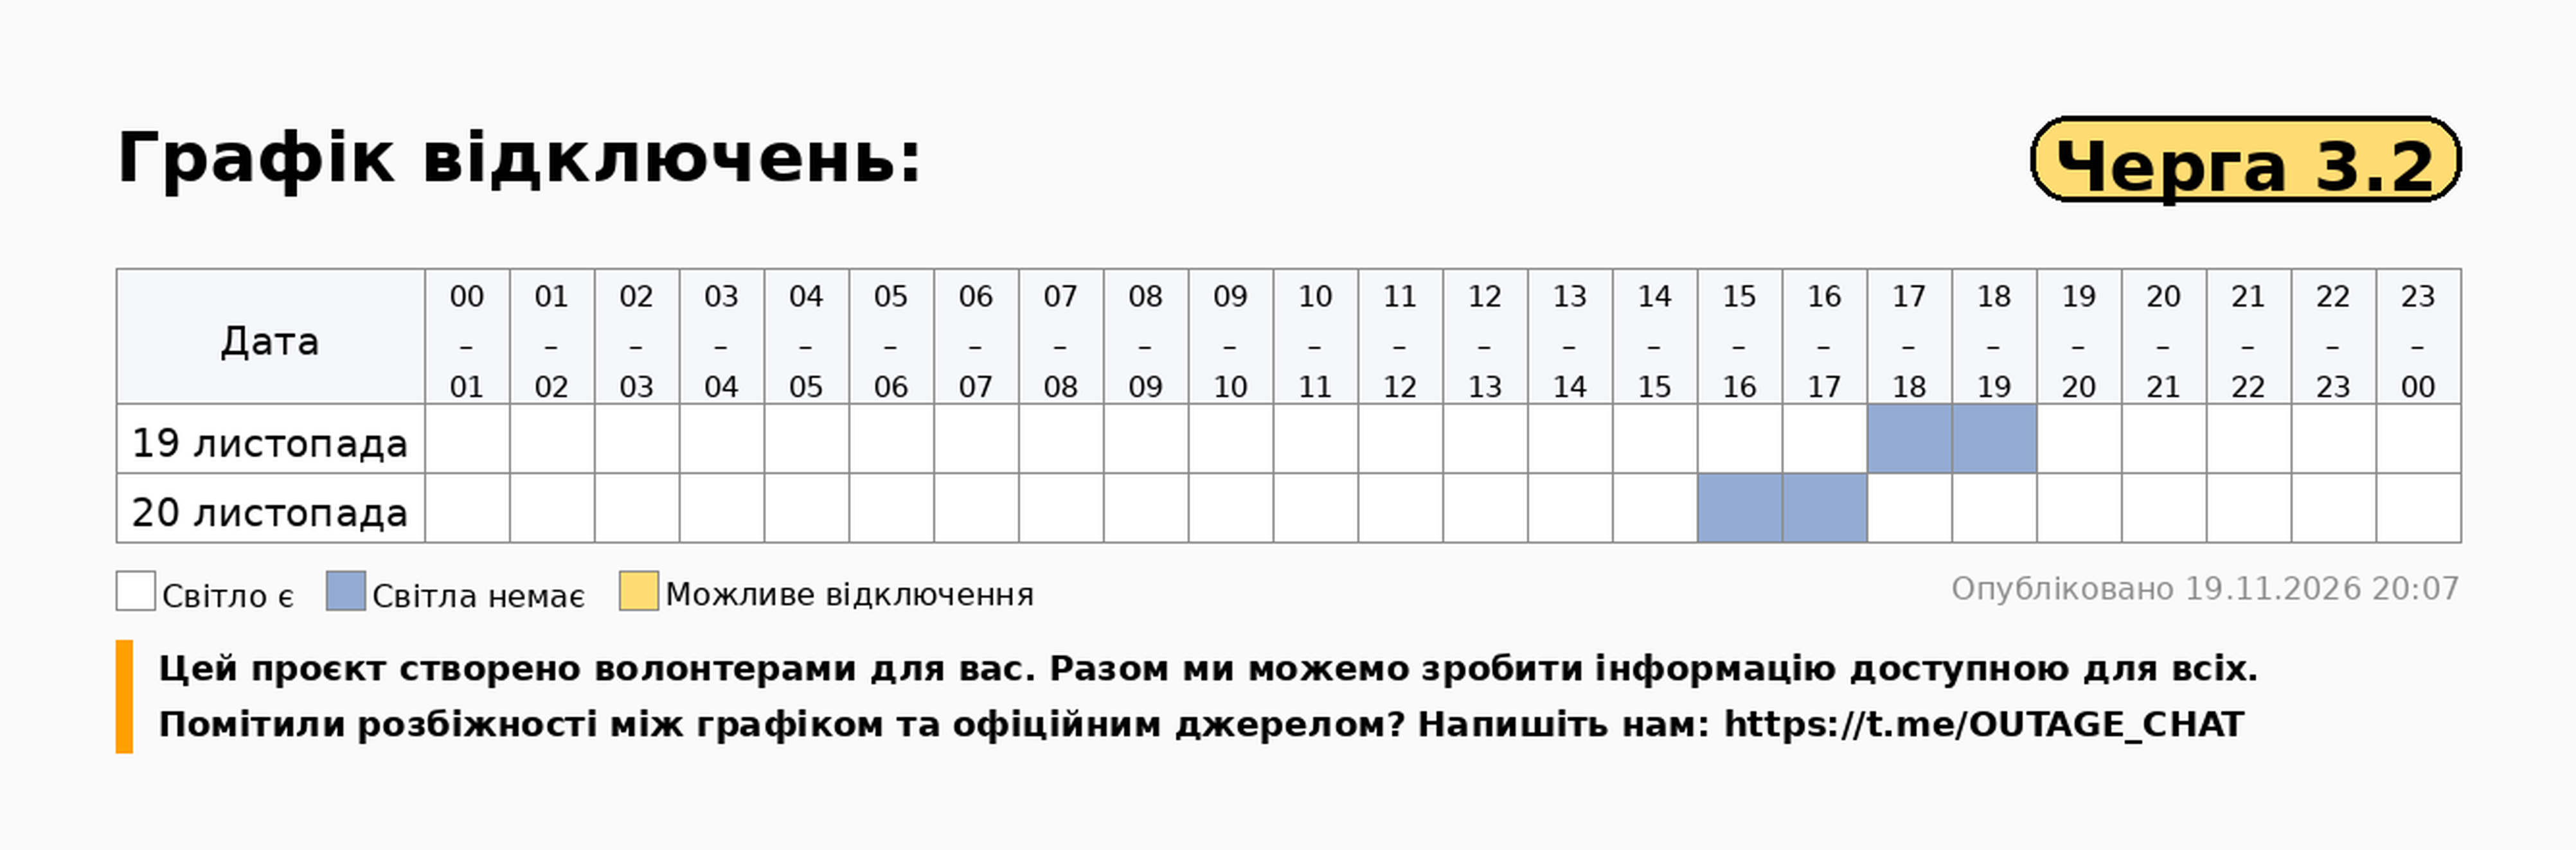 Графік відключень:
Черга 3.2
Дата 00 – 01 01 – 02 02 – 03 03 – 04 04 – 05 05 – 06 06 – 07 07 – 08 08 – 09 09 – 10 10 – 11 11 – 12 12 – 13 13 – 14 14 – 15 15 – 16 16 – 17 17 – 18 18 – 19 19 – 20 20 – 21 21 – 22 22 – 23 23 – 00
19 листопада
20 листопада
Світло є Світла немає Можливе відключення
Опубліковано 19.11.2026 20:07
Цей проєкт створено волонтерами для вас. Разом ми можемо зробити інформацію доступною для всіх.
Помітили розбіжності між графіком та офіційним джерелом? Напишіть нам: https://t.me/OUTAGE_CHAT